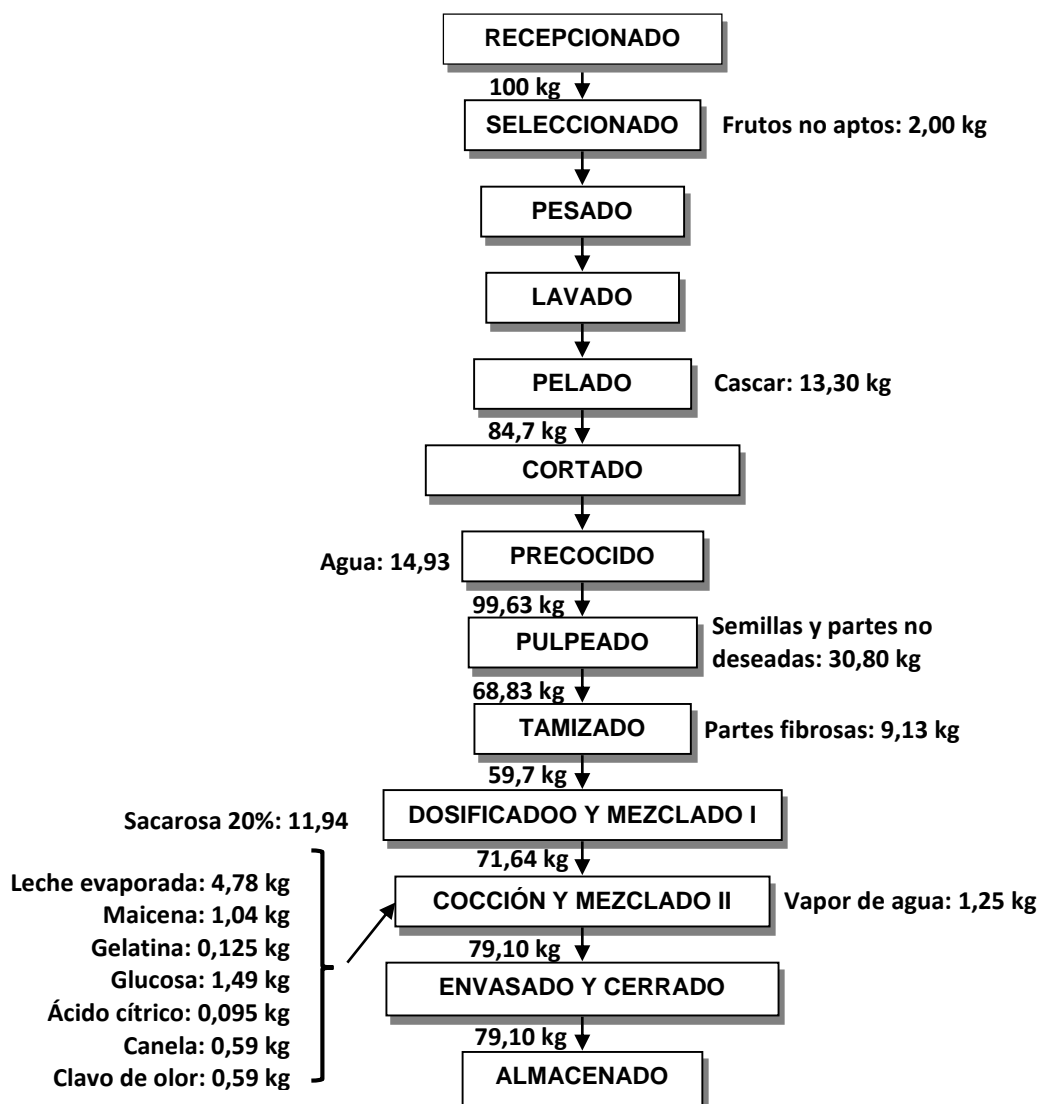 RECEPCIONADO
100 kg
SELECCIONADO
Frutos no aptos: 2,00 kg
PESADO
LAVADO
PELADO
Cascar: 13,30 kg
84,7 kg
CORTADO
Agua: 14,93
PRECOCIDO
99,63 kg
PULPEADO
Semillas y partes no
deseadas: 30,80 kg
68,83 kg
TAMIZADO
Partes fibrosas: 9,13 kg
59,7 kg
Sacarosa 20%: 11,94
DOSIFICADOO Y MEZCLADO I
71,64 kg
Leche evaporada: 4,78 kg
Maicena: 1,04 kg
Gelatina: 0,125 kg
Glucosa: 1,49 kg
Ácido cítrico: 0,095 kg
Canela: 0,59 kg
Clavo de olor: 0,59 kg
COCCIÓN Y MEZCLADO II
Vapor de agua: 1,25 kg
79,10 kg
ENVASADO Y CERRADO
79,10 kg
ALMACENADO